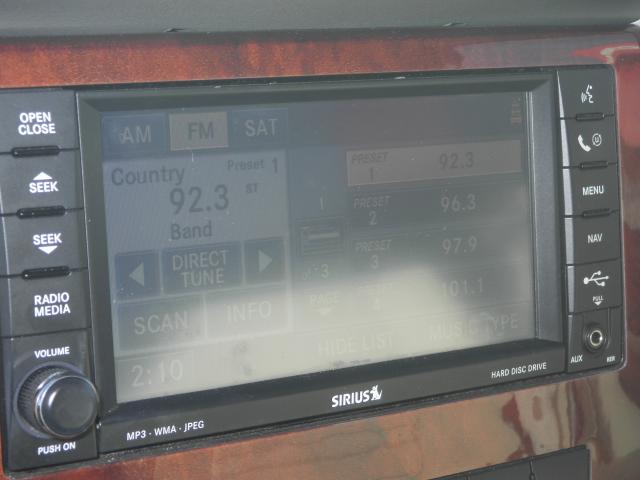 OPEN
CLOSE
SEEK
SEEK
RADIO
MEDIA
VOLUME
PUSH ON
AM
FM
SAT
Country
Preset 1
92.3
ST
Band
DIRECT
TUNE
SCAN
INFO
2:10
1
3
PAGE
PRESET
1
92.3
PRESET
2
96.3
PRESET
3
97.9
101.1
HIDE LIST
MUSIC TYPE
MENU
NAV
PULL
AUX
MP3 · WMA · JPEG
SIRIUS
HARD DISC DRIVE